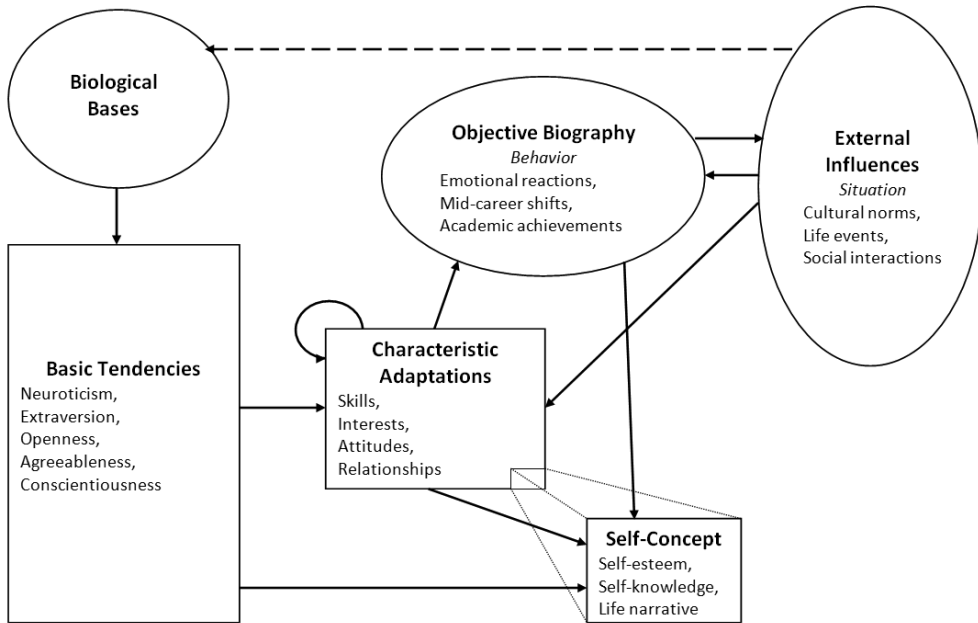 Biological
Bases
Objective Biography
Behavior
Emotional reactions,
Mid-career shifts,
Academic achievements
External
Influences
Situation
Cultural norms,
Life events,
Social interactions
Basic Tendencies
Neuroticism,
Extraversion,
Openness,
Agreeableness,
Conscientiousness
Characteristic
Adaptations
Skills,
Interests,
Attitudes,
Relationships
Self-Concept
Self-esteem,
Self-knowledge,
Life narrative